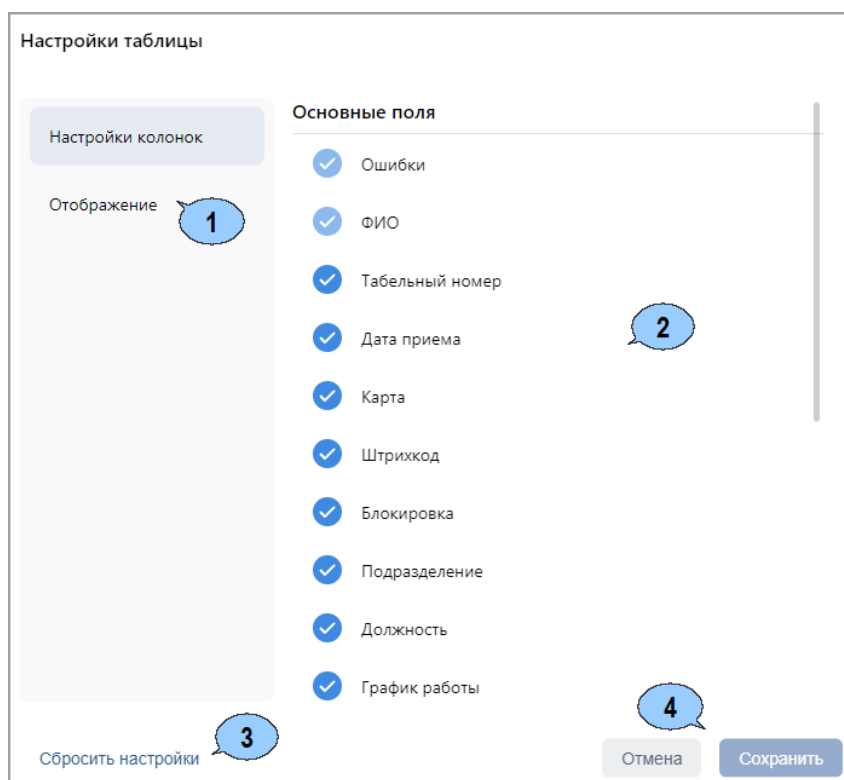 Настройки таблицы
Настройки колонок
Отображение
1
Основные поля
Ошибки
ФИО
Табельный номер
Дата приема
2
Карта
Штрихкод
Блокировка
Подразделение
Должность
График работы
Сбросить настройки
3
4
Отмена
Сохранить